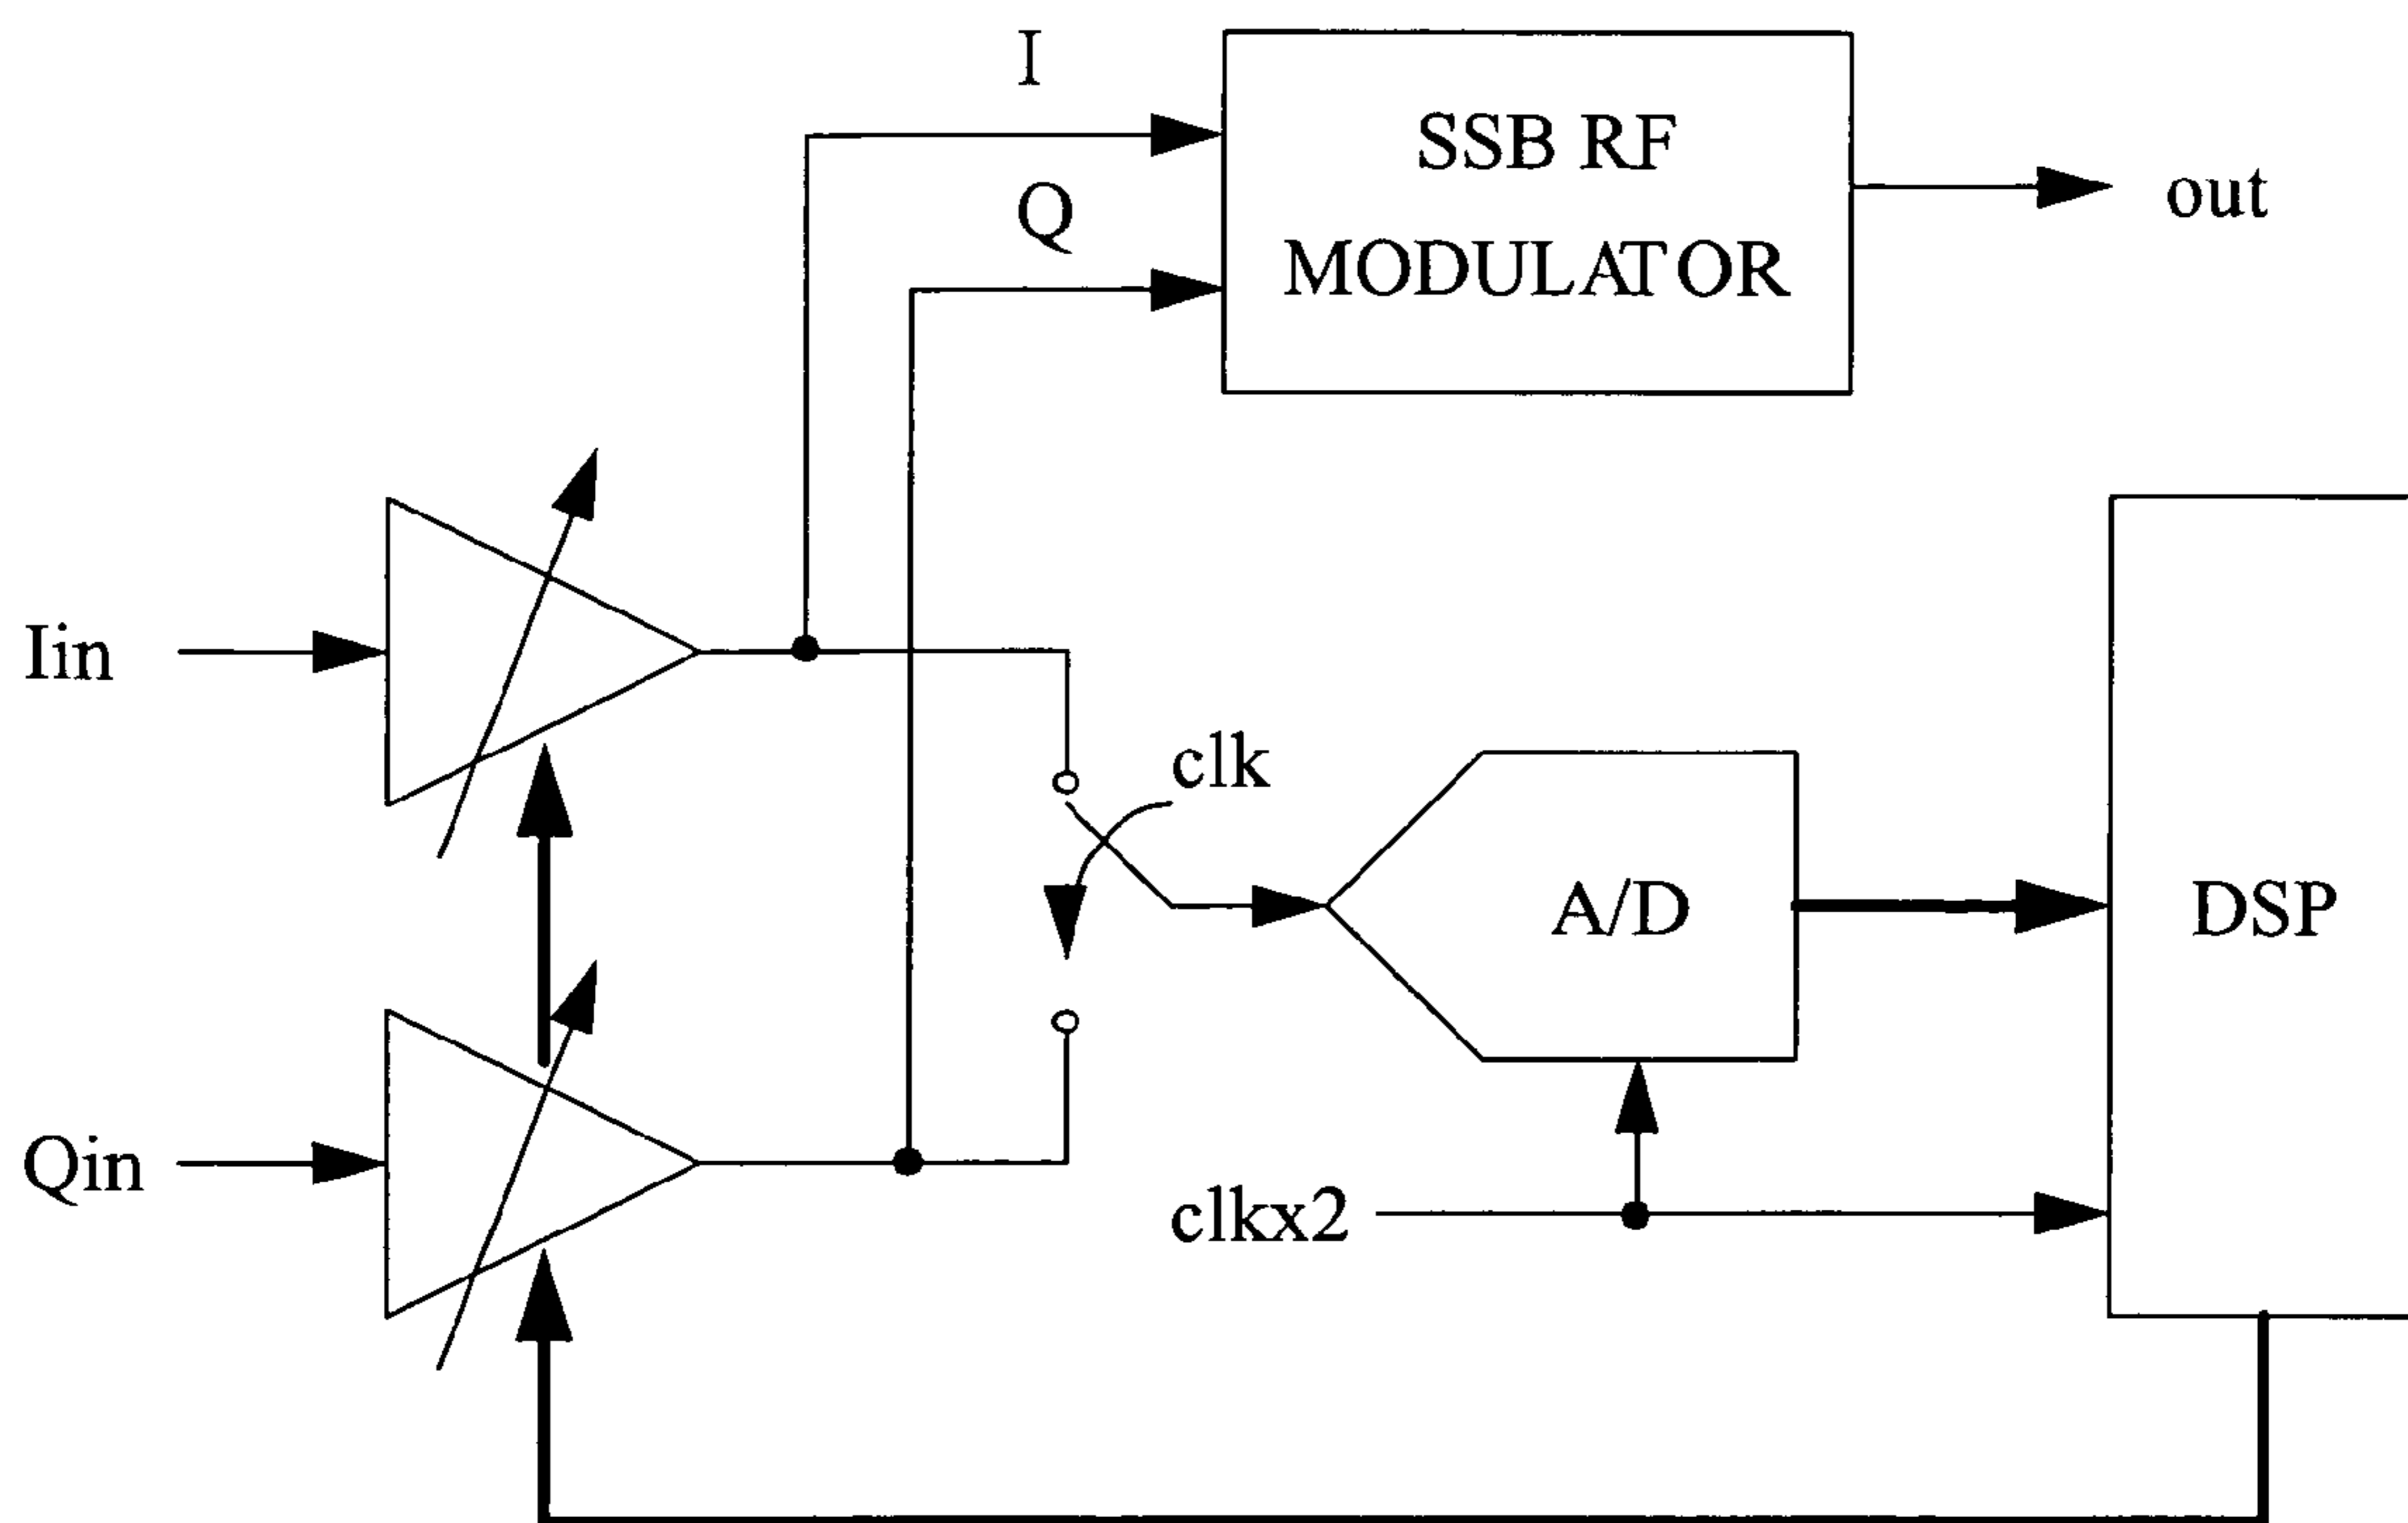 I
SSB RF
MODULATOR
Q
out
Iin
clk
A/D
DSP
Qin
clkx2